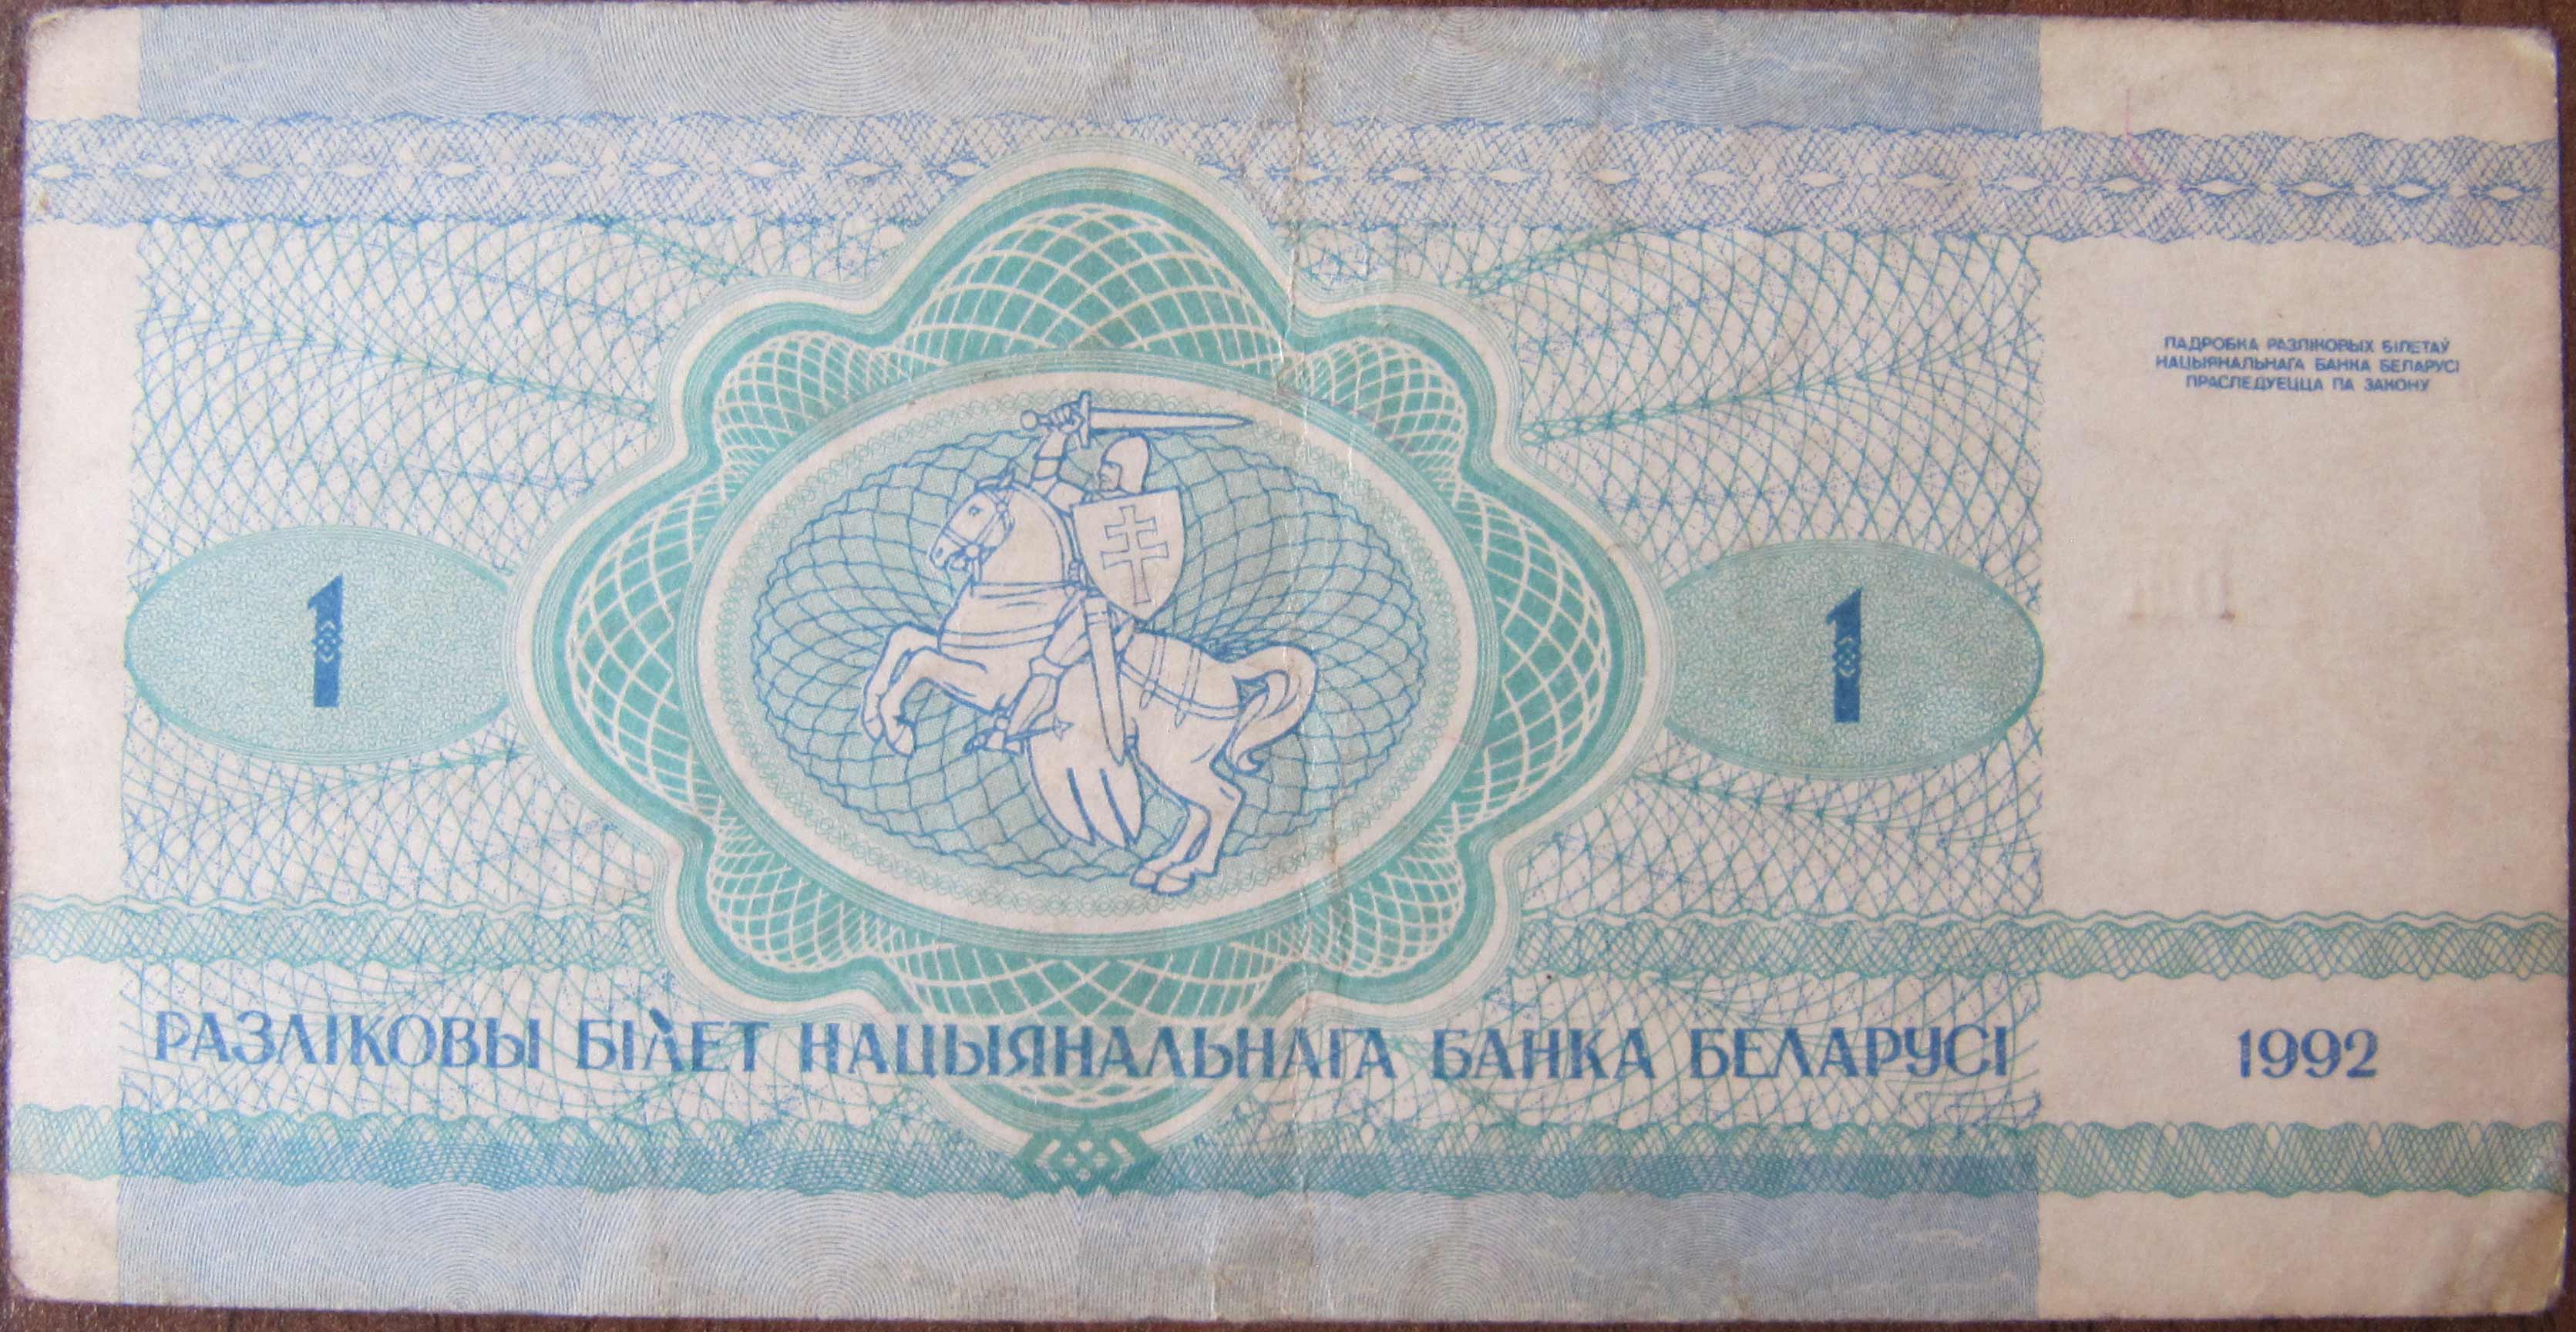 ПАДРОБКА РАЗЛІКОВЫХ БІЛЕТАЎ
НАЦЫЯНАЛЬНАГА БАНКА БЕЛАРУСІ
ПРАСЛЕДУЕЦЦА ПА ЗАКОНУ
1
1
РАЗЛІКОВЫ БІЛЕТ НАЦЫЯНАЛЬНАГА БАНКА БЕЛАРУСІ
1992